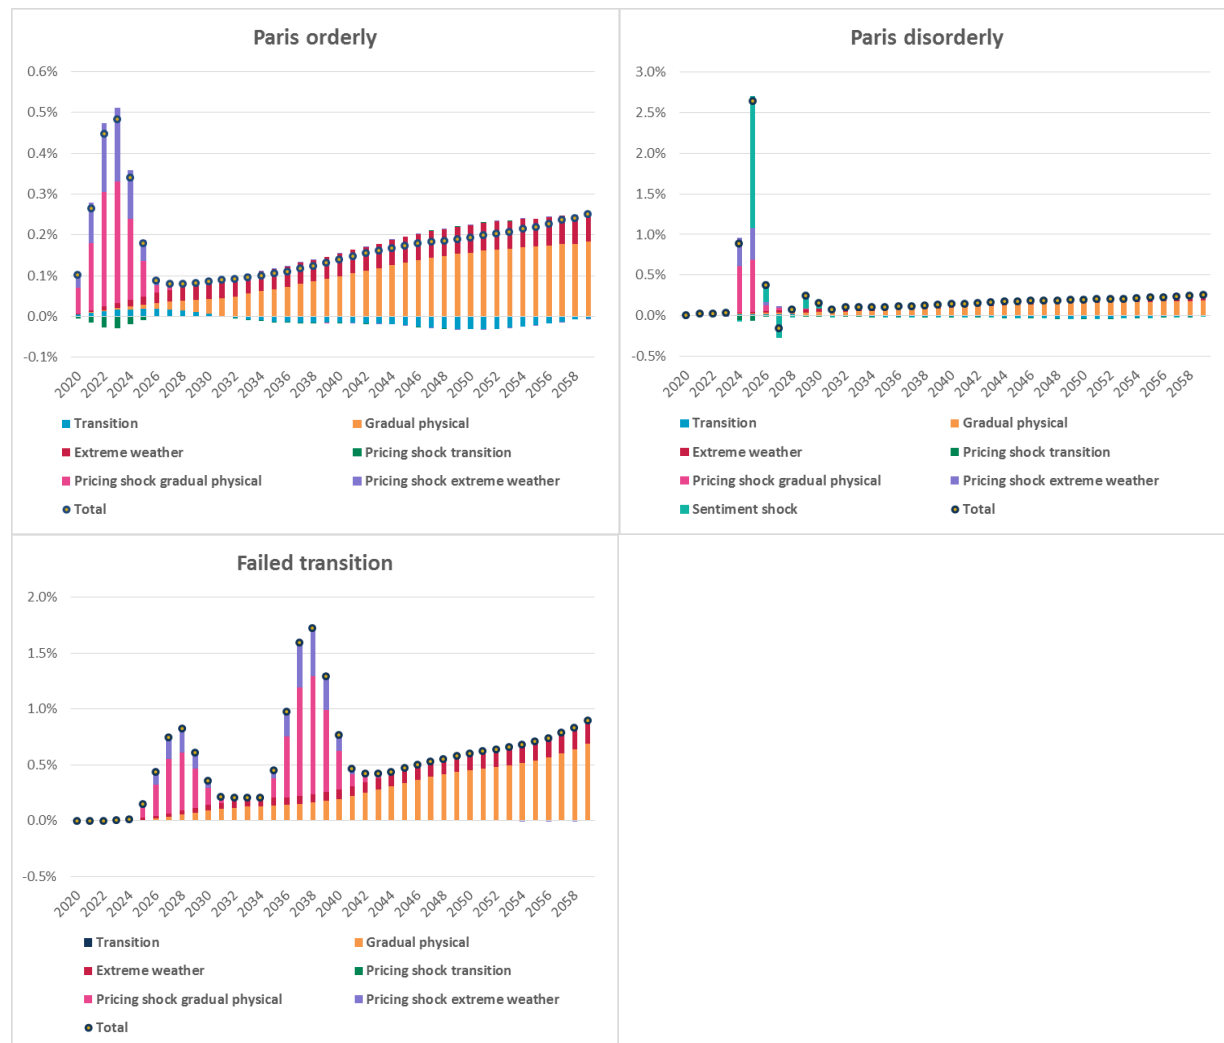 Paris orderly
0.6%
0.5%
0.4%
0.3%
0.2%
0.1%
0.0%
-0.1%
2020 2022 2024 2026 2028 2030 2032 2034 2036 2038 2040 2042 2044 2046 2048 2050 2052 2054 2056 2058
Transition Gradual physical
Extreme weather Pricing shock transition
Pricing shock gradual physical Pricing shock extreme weather
Total
Paris disorderly
3.0%
2.5%
2.0%
1.5%
1.0%
0.5%
0.0%
-0.5%
2020 2022 2024 2026 2028 2030 2032 2034 2036 2038 2040 2042 2044 2046 2048 2050 2052 2054 2056 2058
Transition Gradual physical
Extreme weather Pricing shock transition
Pricing shock gradual physical Pricing shock extreme weather
Sentiment shock Total
Failed transition
2.0%
1.5%
1.0%
0.5%
0.0%
-0.5%
2020 2022 2024 2026 2028 2030 2032 2034 2036 2038 2040 2042 2044 2046 2048 2050 2052 2054 2056 2058
Transition Gradual physical
Extreme weather Pricing shock transition
Pricing shock gradual physical Pricing shock extreme weather
Total